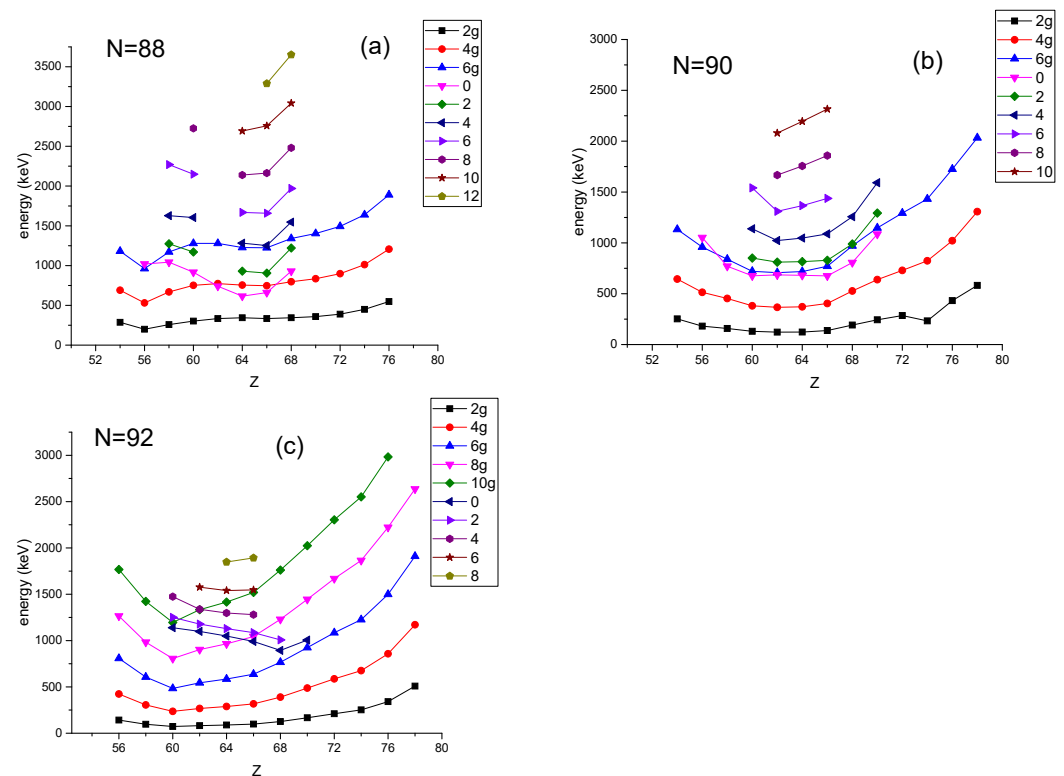 N=88
(a)
2g
4g
6g
0
2
4
6
8
10
12
energy (keV)
3500
3000
2500
2000
1500
1000
500
0
52 56 60 64 68 72 76 80
Z
N=90
(b)
2g
4g
6g
0
2
4
6
8
10
energy (keV)
3000
2500
2000
1500
1000
500
0
52 56 60 64 68 72 76 80
Z
N=92
(c)
2g
4g
6g
8g
10g
0
2
4
6
8
energy (keV)
3000
2500
2000
1500
1000
500
0
56 60 64 68 72 76 80
Z